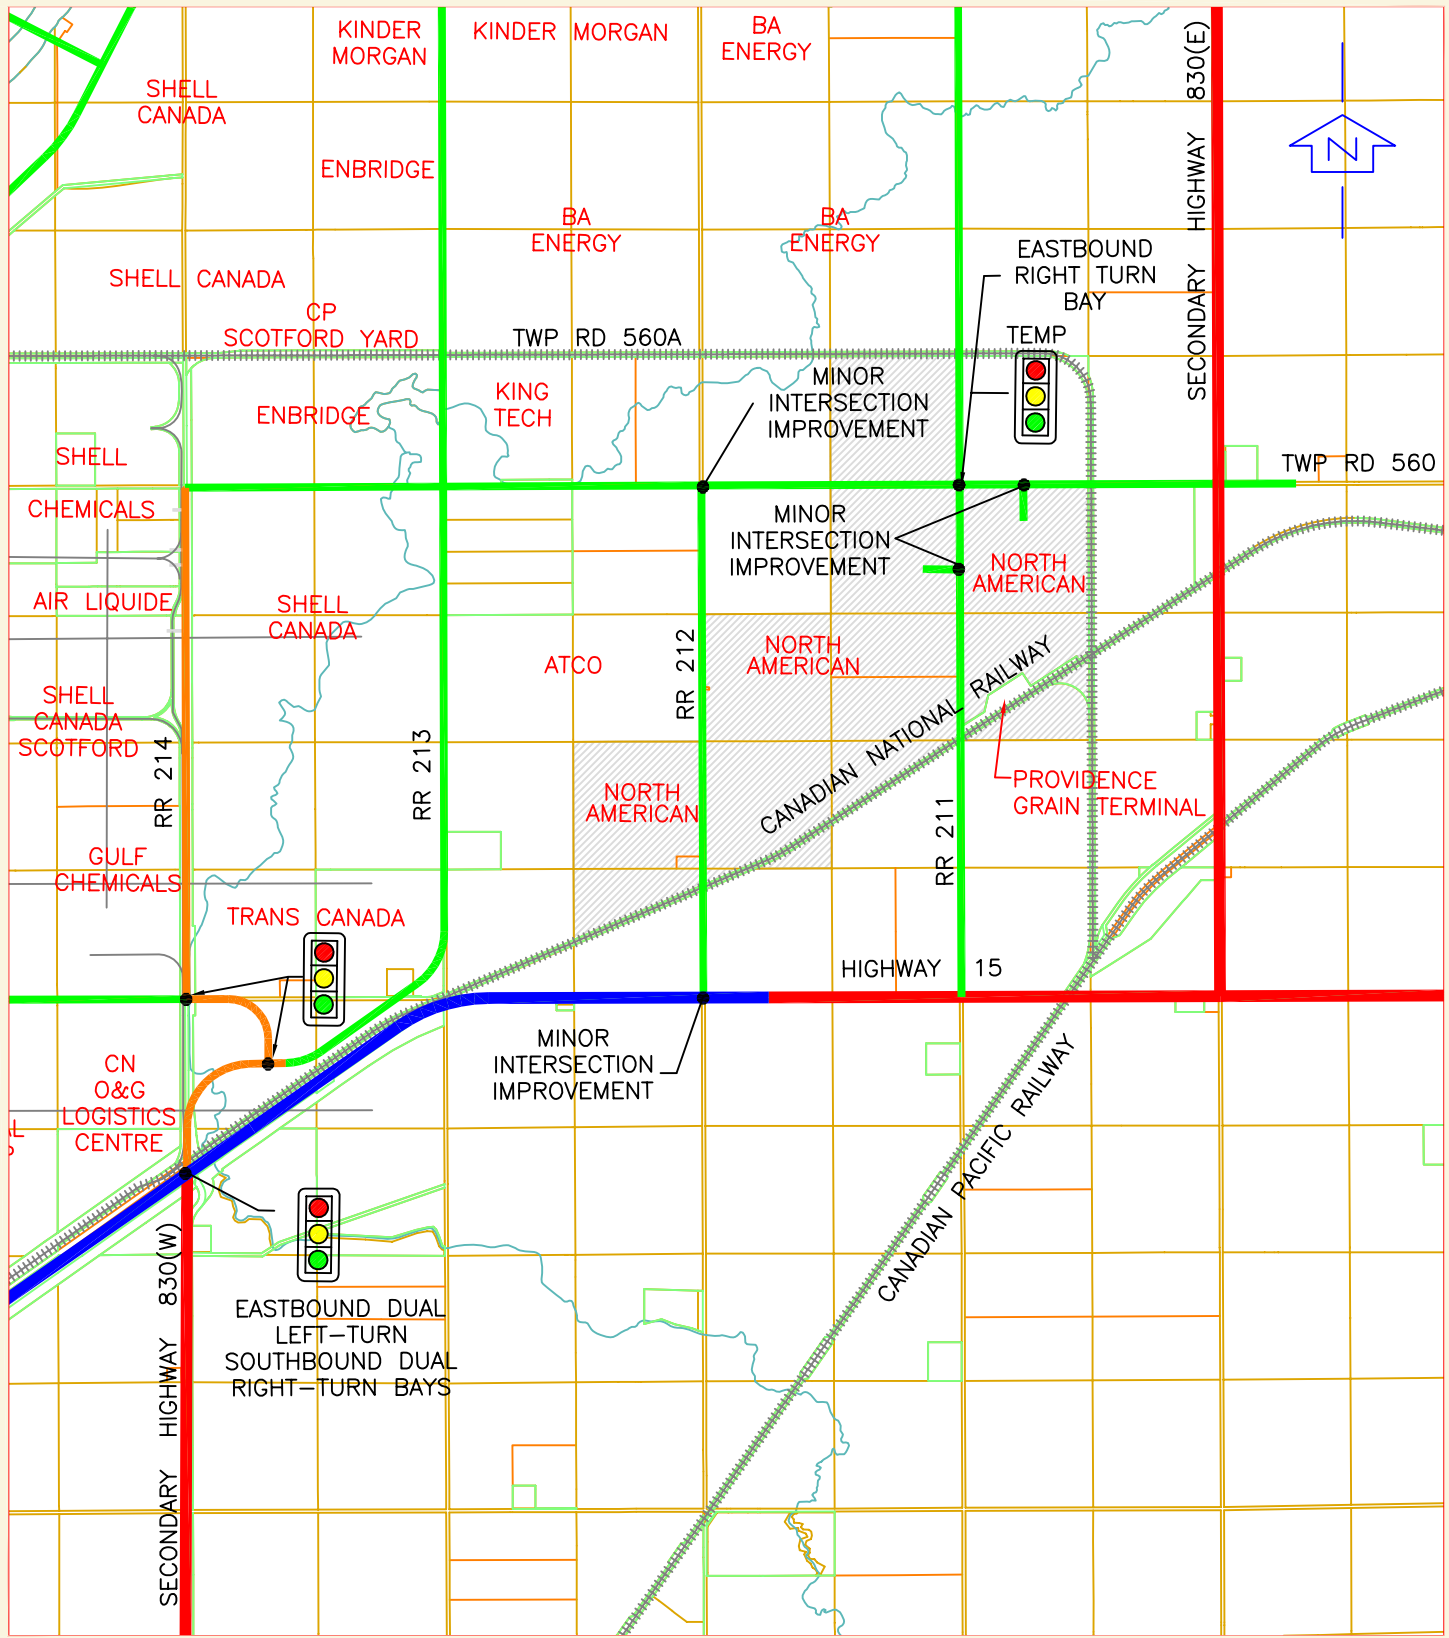 KINDER
MORGAN
KINDER MORGAN
BA
ENERGY
SHELL
CANADA
ENBRIDGE
BA
ENERGY
BA
ENERGY
SECONDARY HIGHWAY 830(E)
N
SHELL CANADA
CP
SCOTFORD YARD
TWP RD 560A
EASTBOUND
RIGHT TURN
BAY
TEMP
ENBRIDGE
KING
TECH
MINOR
INTERSECTION
IMPROVEMENT
SHELL
CHEMICALS
TWP RD 560
MINOR
INTERSECTION
IMPROVEMENT
NORTH
AMERICAN
AIR LIQUIDE
SHELL
CANADA
ATCO
RR 212
NORTH
AMERICAN
CANADIAN NATIONAL RAILWAY
SHELL
CANADA
SCOTFORD
RR 214
RR 213
NORTH
AMERICAN
RR 211
PROVIDENCE
GRAIN TERMINAL
GULF
CHEMICALS
TRANS CANADA
HIGHWAY 15
MINOR
INTERSECTION
IMPROVEMENT
CN
O&G
LOGISTICS
CENTRE
CANADIAN PACIFIC RAILWAY
SECONDARY HIGHWAY 830(W)
EASTBOUND DUAL
LEFT-TURN
SOUTHBOUND DUAL
RIGHT-TURN BAYS